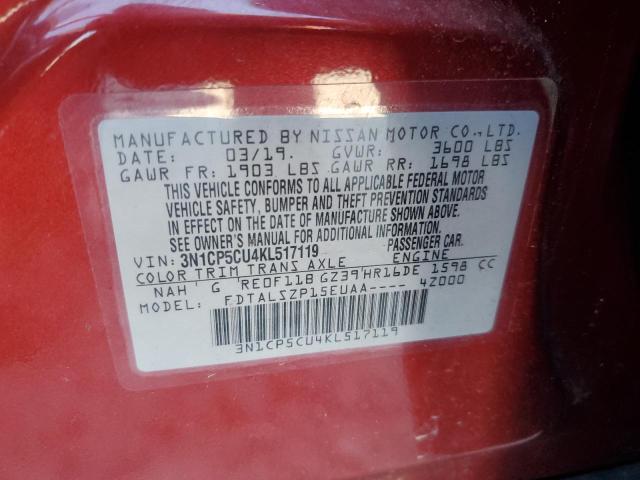 MANUFACTURED BY NISSAN MOTOR CO.,LTD.
DATE: 03/19. GVWR: 3600 LBS
GAWR FR: 1903 LBS GAWR RR: 1698 LBS
THIS VEHICLE CONFORMS TO ALL APPLICABLE FEDERAL MOTOR
VEHICLE SAFETY, BUMPER AND THEFT PREVENTION STANDARDS
IN EFFECT ON THE DATE OF MANUFACTURE SHOWN ABOVE.
SEE OWNER'S MANUAL FOR ADDITIONAL INFORMATION
VIN: 3N1CP5CU4KL517119 PASSENGER CAR.
COLOR TRIM TRANS AXLE ENGINE
NAH G RE0F11B GZ39 HR16DE 1598 CC
FDTALSZP15EUAA---- 4Z000
3N1CP5CU4KL517119